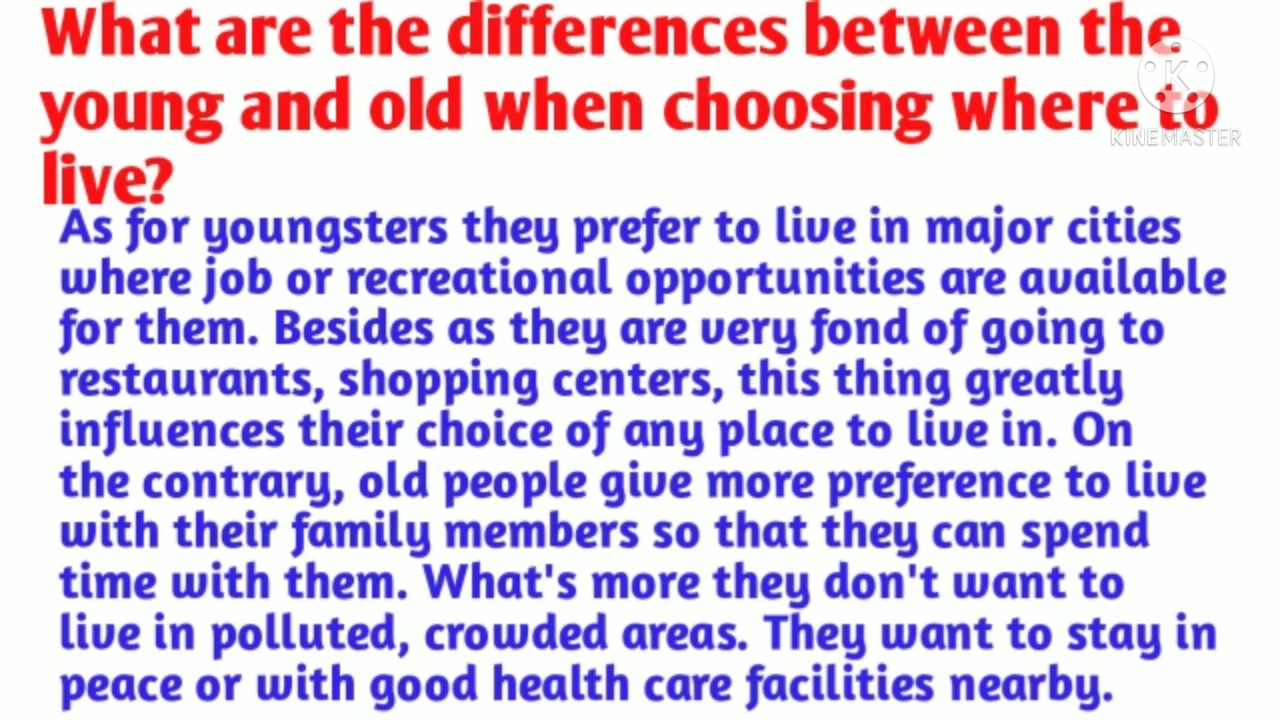 What are the differences between the
young and old when choosing where to
live?
K
KINEMASTER
As for youngsters they prefer to live in major cities
where job or recreational opportunities are available
for them. Besides as they are very fond of going to
restaurants, shopping centers, this thing greatly
influences their choice of any place to live in. On
the contrary, old people give more preference to live
with their family members so that they can spend
time with them. What's more they don't want to
live in polluted, crowded areas. They want to stay in
peace or with good health care facilities nearby.